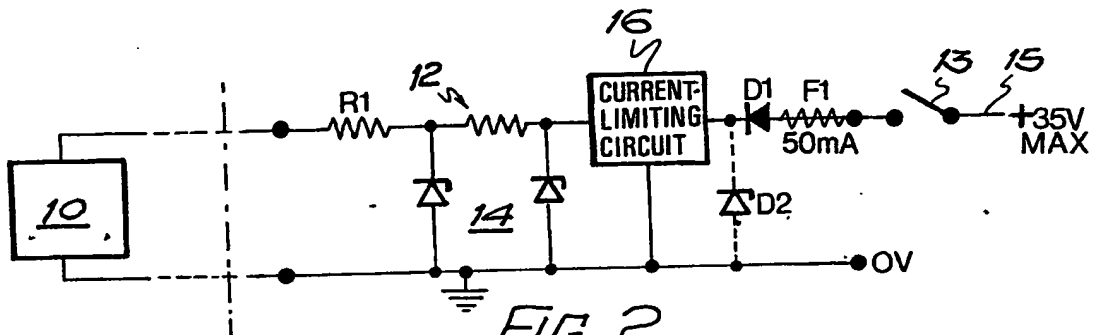 16
12
13
15
R1
CURRENT-
LIMITING
CIRCUIT
D1
F1
50mA
+35V
MAX
10
14
D2
0V
FIG. 2